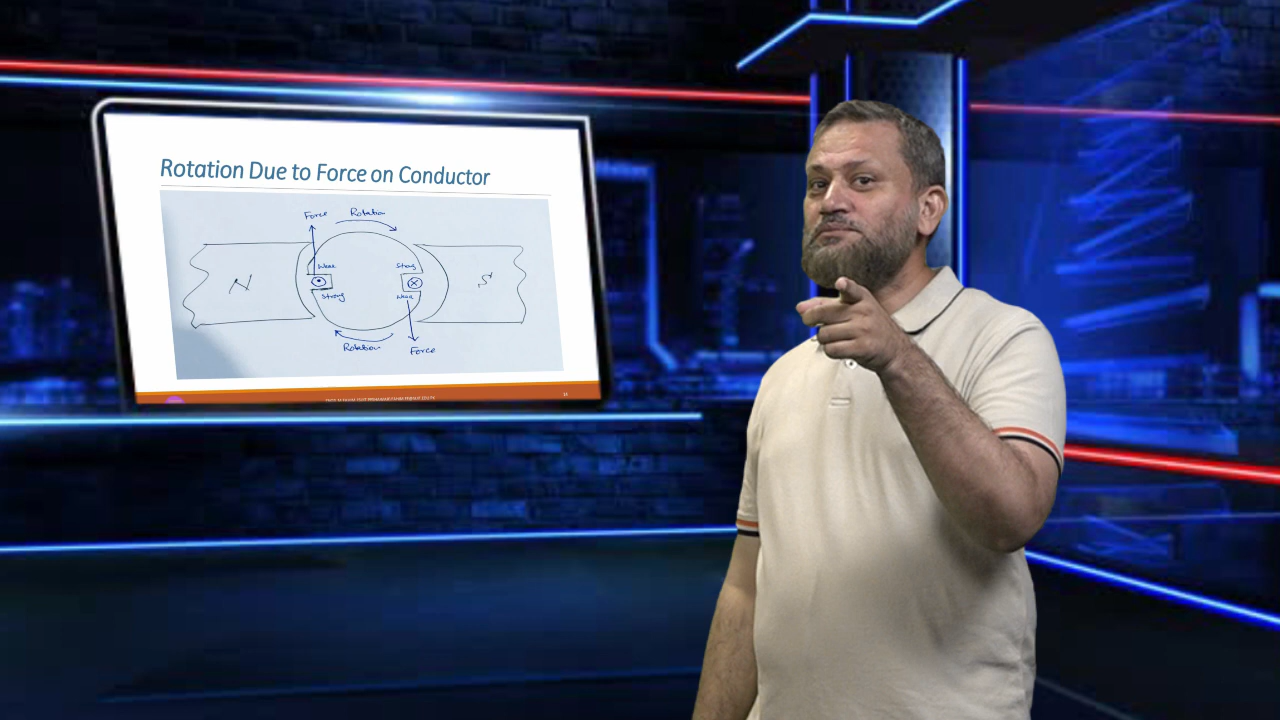 Rotation Due to Force on Conductor
Force Rotation
Weak Strong
N S
Strong Weak
Rotation Force